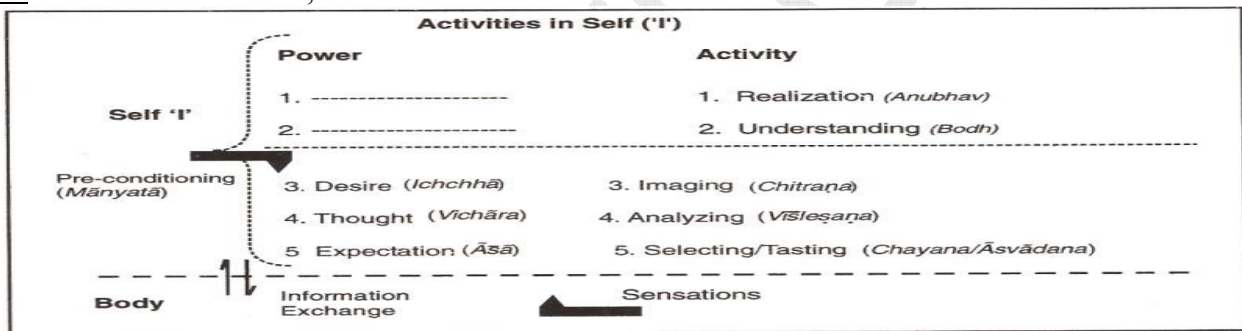 Activities in Self ('I')
Power Activity
1. ---------------------- 1. Realization (Anubhav)
Self 'I'
2. ---------------------- 2. Understanding (Bodh)
Pre-conditioning
(Mānyatā)
3. Desire (Ichchhā) 3. Imaging (Chitraṇa)
4. Thought (Vichāra) 4. Analyzing (Viśleṣaṇa)
5 Expectation (Āśā) 5. Selecting/Tasting (Chayana/Āsvādana)
Body Information Exchange Sensations